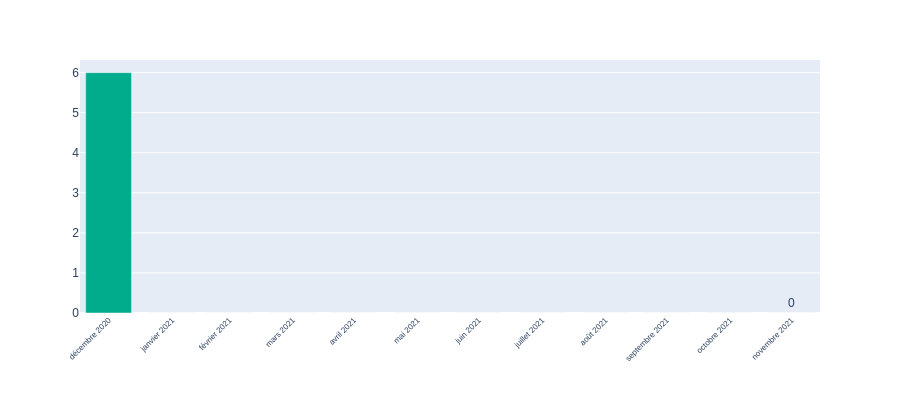 6
5
4
3
2
1
0
0
décembre 2020
janvier 2021
février 2021
mars 2021
avril 2021
mai 2021
juin 2021
juillet 2021
août 2021
septembre 2021
octobre 2021
novembre 2021